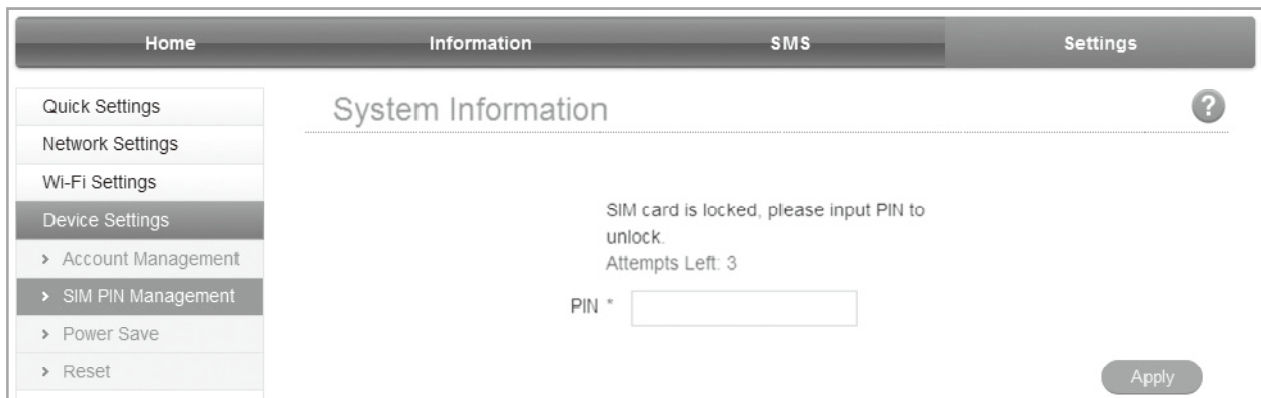 Home Information SMS Settings
Quick Settings
Network Settings
Wi-Fi Settings
Device Settings
> Account Management
> SIM PIN Management
> Power Save
> Reset
System Information
?
SIM card is locked, please input PIN to
unlock.
Attempts Left: 3
PIN *
Apply